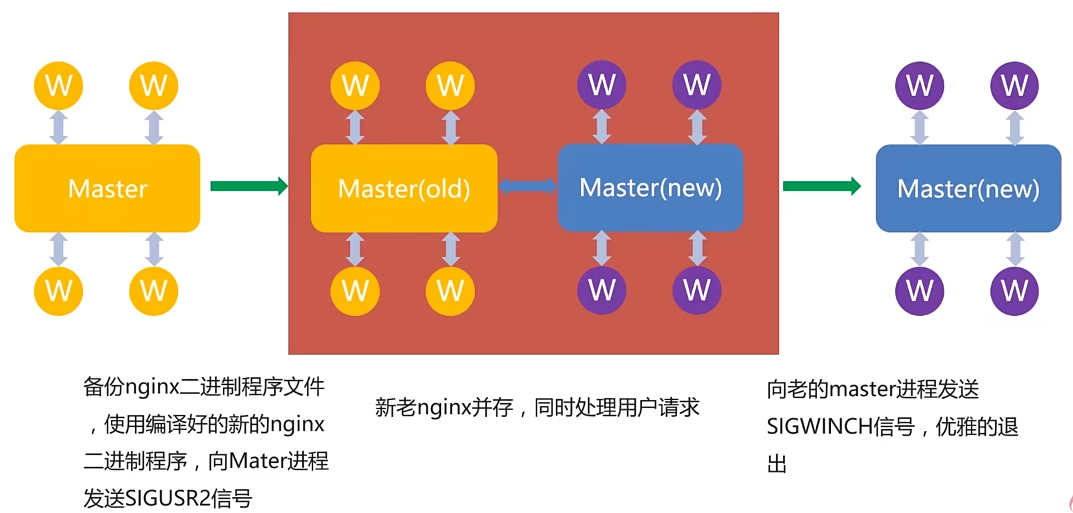 W W W W W W W W
Master Master(old) Master(new) Master(new)
W W W W W W W W
备份nginx二进制程序文件
，使用编译好的新的nginx
二进制程序，向Mater进程
发送SIGUSR2信号
新老nginx并存，同时处理用户请求
向老的master进程发送
SIGWINCH信号，优雅的退
出